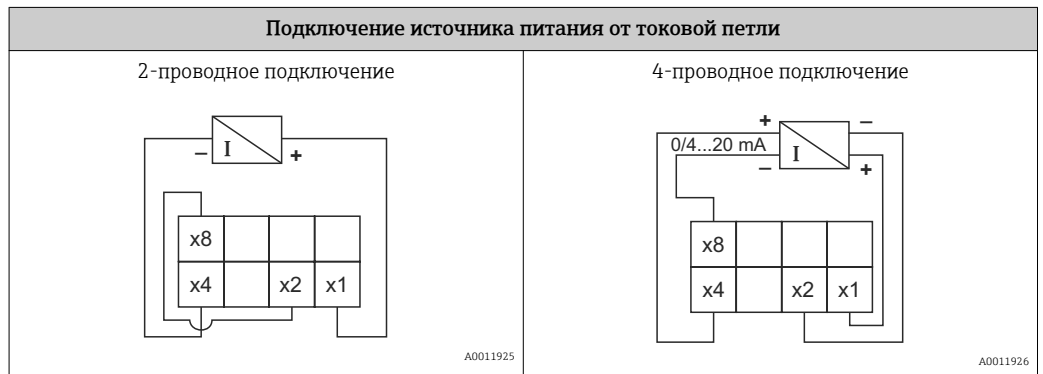 Подключение источника питания от токовой петли
2-проводное подключение
– I +
x8
x4 x2 x1
A0011925
4-проводное подключение
+ –
0/4...20 mA
I
– +
x8
x4 x2 x1
A0011926